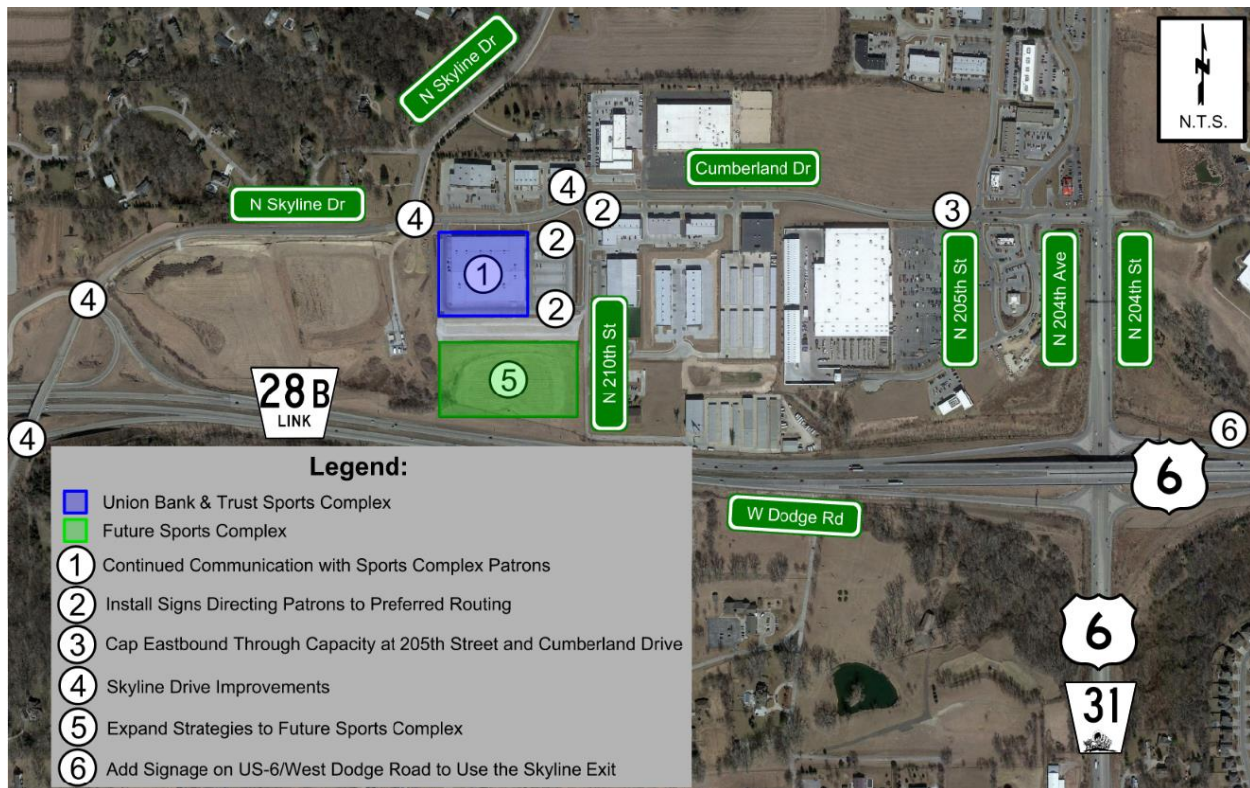 N Skyline Dr
N
N.T.S.
Cumberland Dr
N Skyline Dr
4
4
2
3
2
1
4
2
N 210th St
N 205th St
N 204th Ave
N 204th St
5
28 B
LINK
4
6
6
W Dodge Rd
6
31
Legend:
Union Bank & Trust Sports Complex
Future Sports Complex
1 Continued Communication with Sports Complex Patrons
2 Install Signs Directing Patrons to Preferred Routing
3 Cap Eastbound Through Capacity at 205th Street and Cumberland Drive
4 Skyline Drive Improvements
5 Expand Strategies to Future Sports Complex
6 Add Signage on US-6/West Dodge Road to Use the Skyline Exit